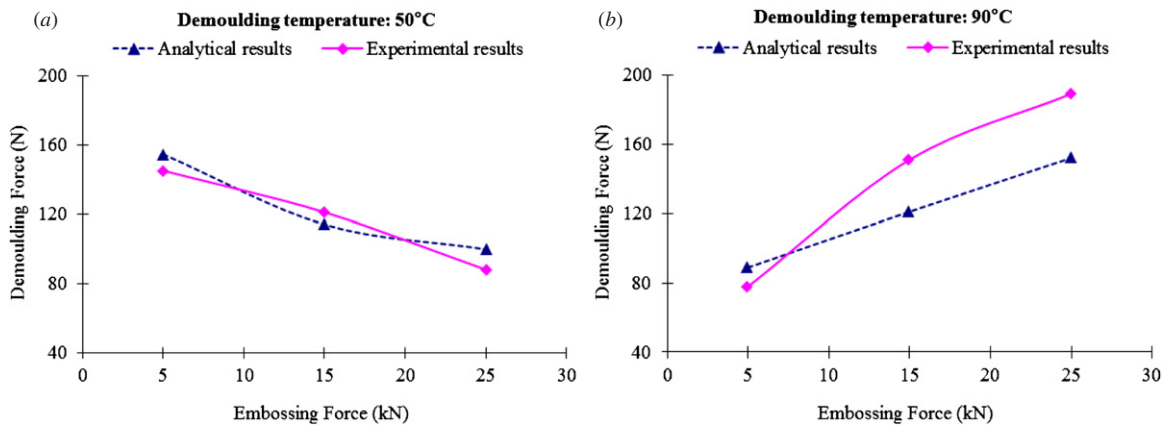 (a)
Demoulding temperature: 50°C
Analytical results
Experimental results
Demoulding Force (N)
200
160
120
80
40
0 5 10 15 20 25 30
Embossing Force (kN)
(b)
Demoulding temperature: 90°C
Analytical results
Experimental results
Demoulding Force (N)
200
160
120
80
40
0 5 10 15 20 25 30
Embossing Force (kN)